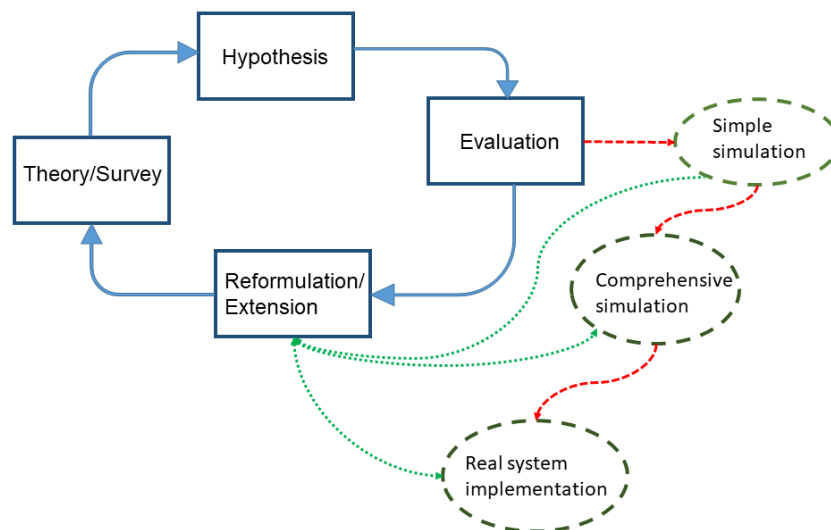 Hypothesis
Evaluation
Simple
simulation
Theory/Survey
Reformulation/
Extension
Comprehensive
simulation
Real system
implementation